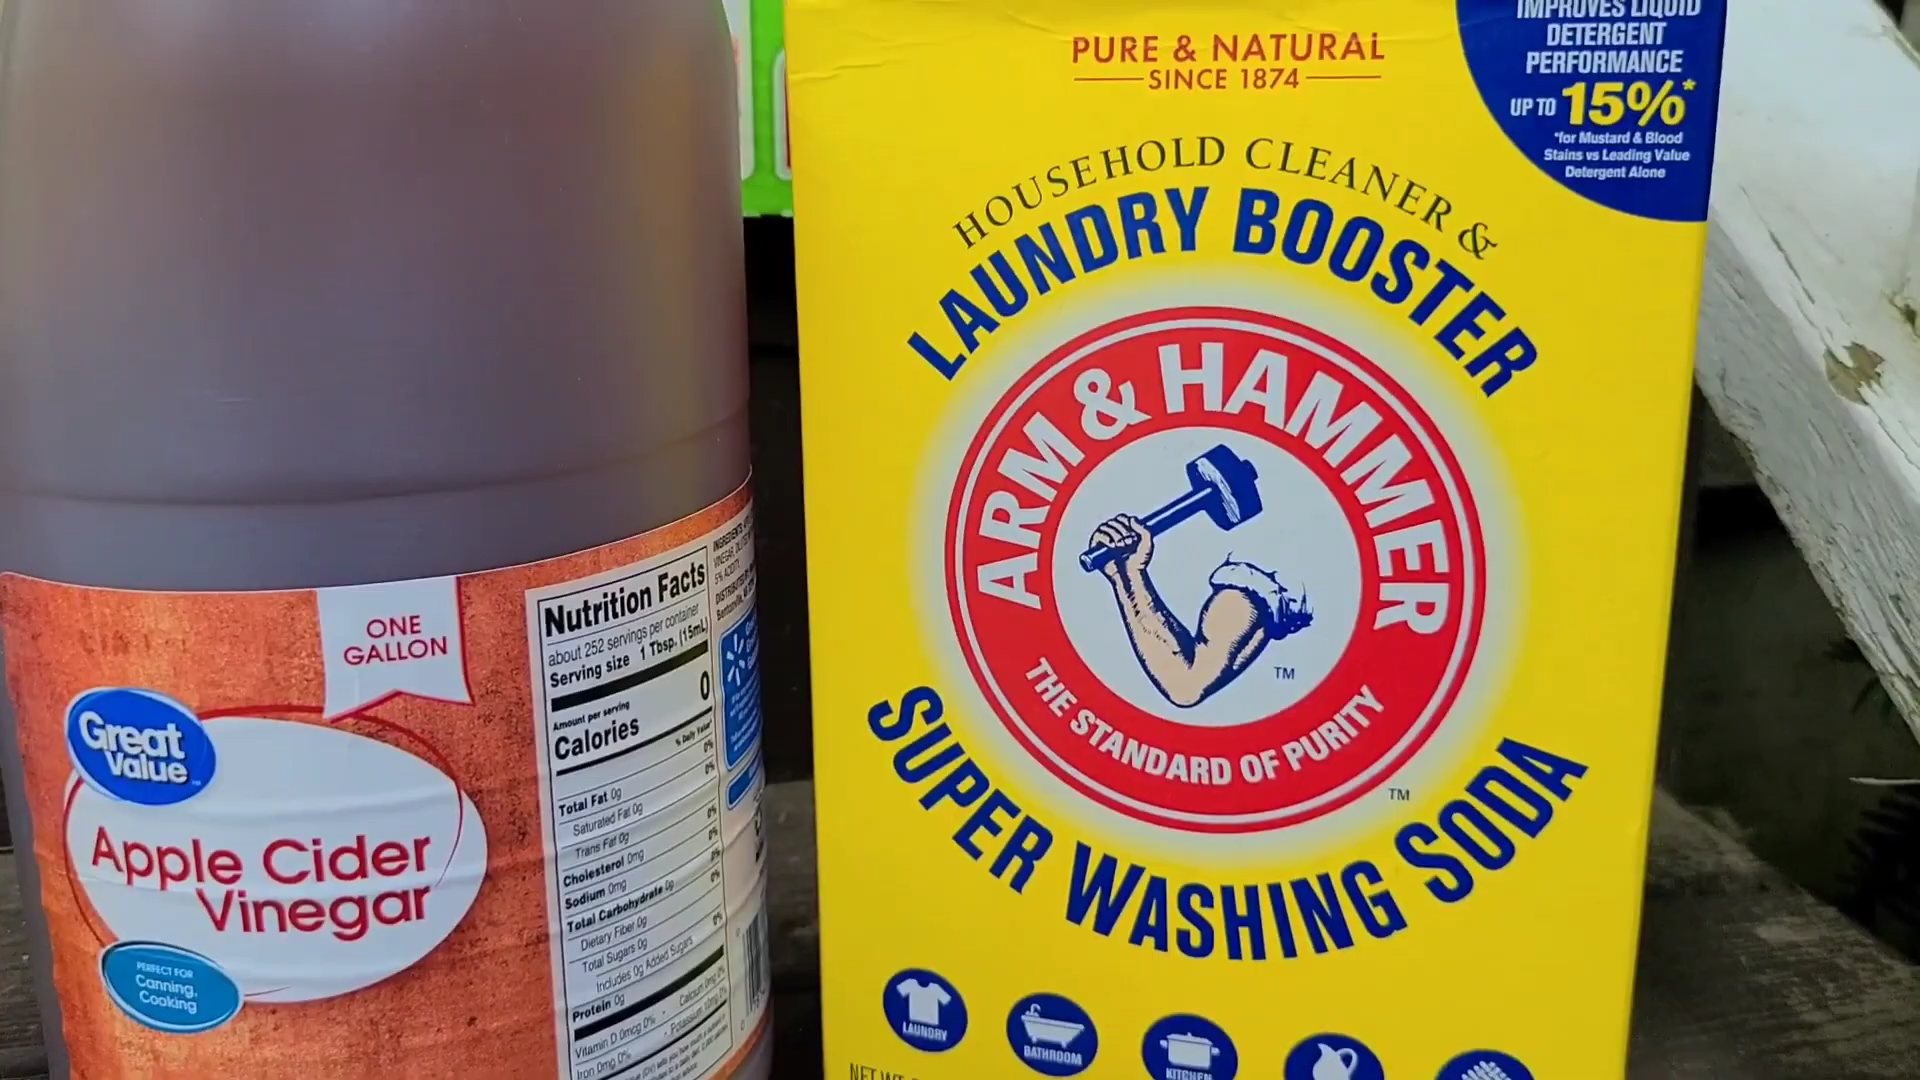 ONE
GALLON
Great
Value
Apple Cider
Vinegar
PERFECT FOR
Canning,
Cooking
Nutrition Facts
about 252 servings per container
Serving size 1 Tbsp. (15mL)
Amount per serving
Calories 0
% Daily Value*
Total Fat 0g 0%
Saturated Fat 0g 0%
Trans Fat 0g
Cholesterol 0mg 0%
Sodium 0mg 0%
Total Carbohydrate 0g 0%
Dietary Fiber 0g 0%
Total Sugars 0g
Includes 0g Added Sugars 0%
Protein 0g
Vitamin D 0mcg 0% • Calcium 0mg 0%
Iron 0mg 0% • Potassium 10mg 0%
5% ACIDITY
PURE & NATURAL
SINCE 1874
IMPROVES LIQUID
DETERGENT
PERFORMANCE
UP TO 15%*
*for Mustard & Blood
Stains vs Leading Value
Detergent Alone
HOUSEHOLD CLEANER &
LAUNDRY BOOSTER
ARM & HAMMER
THE STANDARD OF PURITY
TM
TM
SUPER WASHING SODA
LAUNDRY
BATHROOM
KITCHEN
NET WT